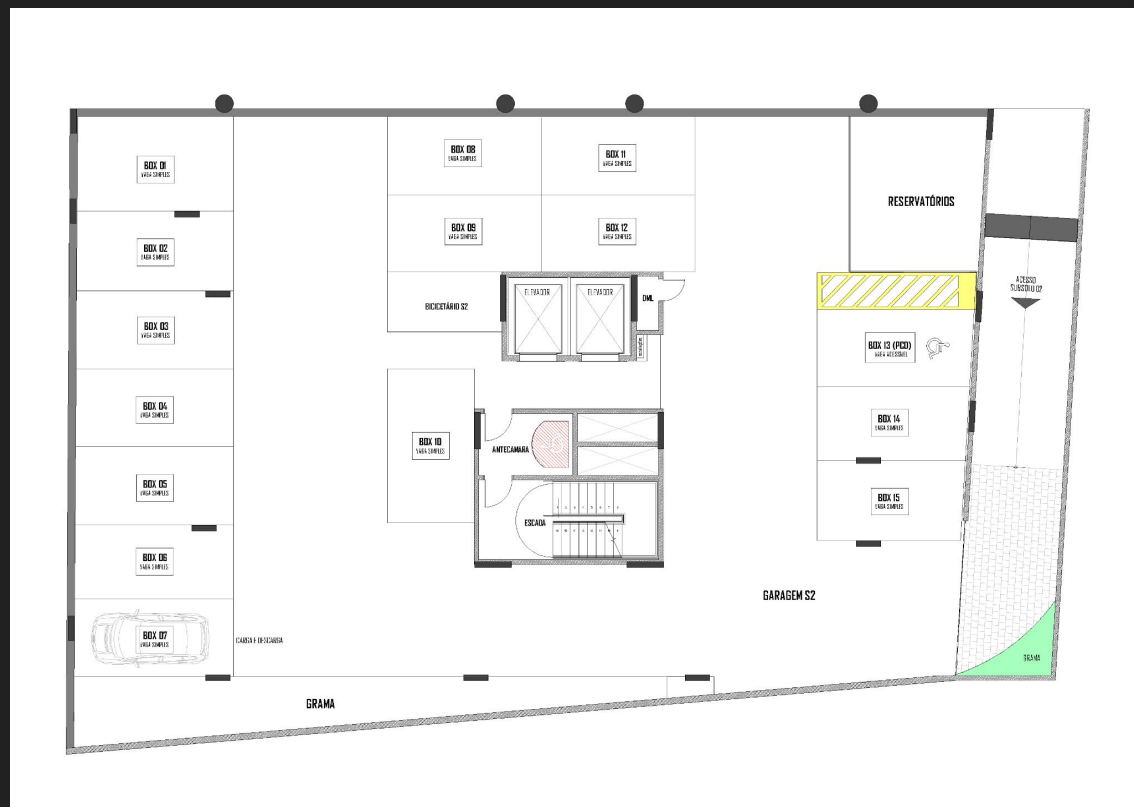 BOX 01
VAGA SIMPLES
BOX 02
VAGA SIMPLES
BOX 03
VAGA SIMPLES
BOX 04
VAGA SIMPLES
BOX 05
VAGA SIMPLES
BOX 06
VAGA SIMPLES
BOX 07
VAGA SIMPLES
CARGA E DESCARGA
GRAMA
BOX 08
VAGA SIMPLES
BOX 09
VAGA SIMPLES
BICICETÁRIO S2
BOX 10
VAGA SIMPLES
BOX 11
VAGA SIMPLES
BOX 12
VAGA SIMPLES
ELEVADOR
ELEVADOR
DML
ANTECAMARA
ESCADA
RESERVATÓRIOS
BOX 13 (PCD)
VAGA ACESSÍVEL
BOX 14
VAGA SIMPLES
BOX 15
VAGA SIMPLES
GARAGEM S2
ACESSO
SUBSOLO 02
GRAMA